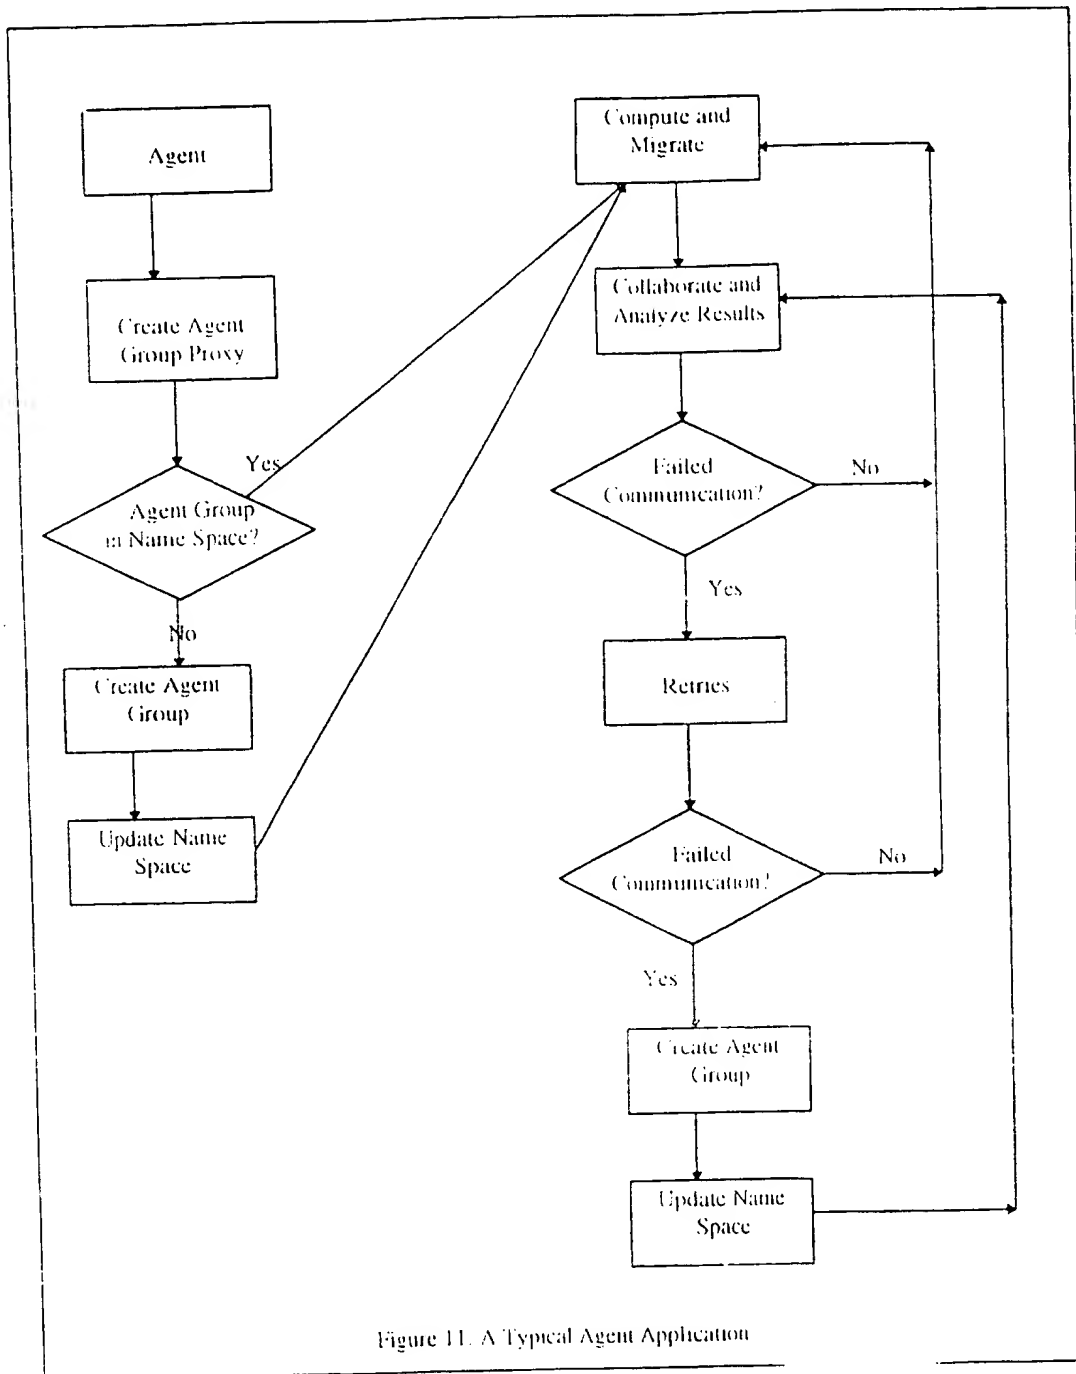 Agent
Create Agent
Group Proxy
Yes
Agent Group
in Name Space?
No
Create Agent
Group
Update Name
Space
Compute and
Migrate
Collaborate and
Analyze Results
Failed
Communication?
No
Yes
Retries
Failed
Communication?
No
Yes
Create Agent
Group
Update Name
Space
Figure 11. A Typical Agent Application